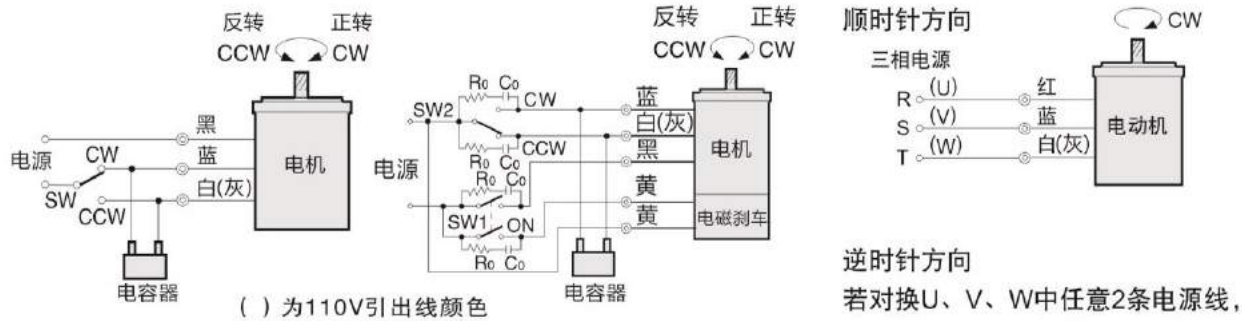 反转 正转
CCW CW
黑
电源
CW
蓝
电机
SW
白(灰)
CCW
电容器
( ) 为110V引出线颜色
反转 正转
CCW CW
R₀ C₀
CW
SW2
蓝
白(灰)
R₀ C₀
CCW
黑
电机
电源
R₀ C₀
黄
SW1
ON
黄
电磁刹车
R₀ C₀
电容器
顺时针方向
CW
三相电源
R (U) 红
S (V) 蓝
电动机
T (W) 白(灰)
逆时针方向
若对换U、V、W中任意2条电源线，